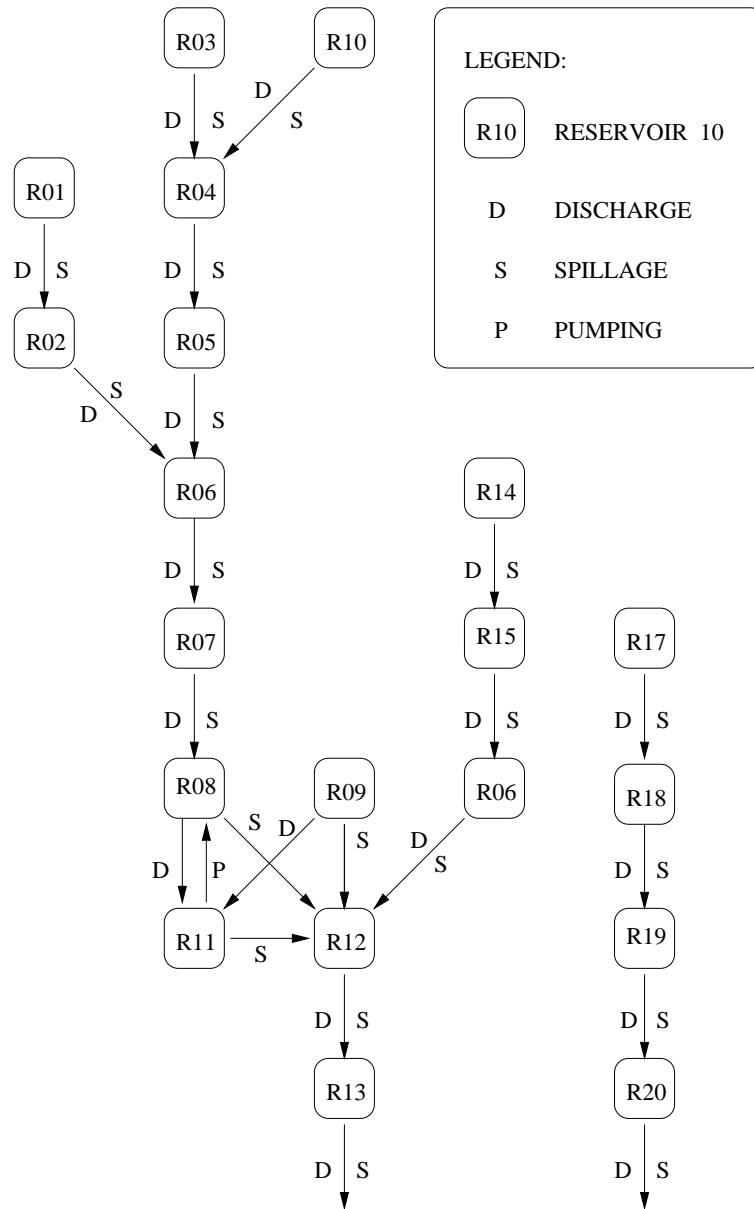 R03 R10
LEGEND:
D
D S S
R10 RESERVOIR 10
R01 R04
D DISCHARGE
D S D S
S SPILLAGE
R02 R05
P PUMPING
S
D D S
R06 R14
D S D S
R07 R15 R17
D S D S D S
R08 R09 R06 R18
S D S D
D P S D S
R11 R12 R19
S
D S D S
R13 R20
D S D S